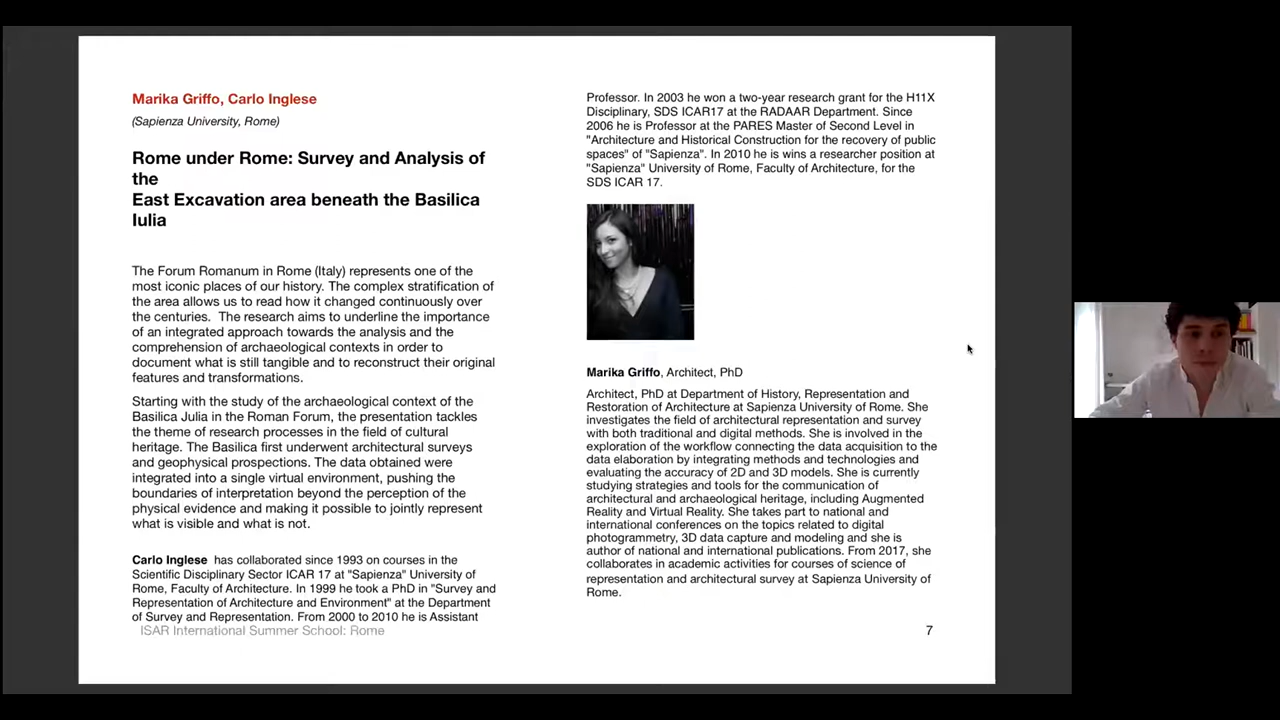 Marika Griffo, Carlo Inglese
(Sapienza University, Rome)
Rome under Rome: Survey and Analysis of
the
East Excavation area beneath the Basilica
Iulia
The Forum Romanum in Rome (Italy) represents one of the
most iconic places of our history. The complex stratification of
the area allows us to read how it changed continuously over
the centuries.  The research aims to underline the importance
of an integrated approach towards the analysis and the
comprehension of archaeological contexts in order to
document what is still tangible and to reconstruct their original
features and transformations.
Starting with the study of the archaeological context of the
Basilica Julia in the Roman Forum, the presentation tackles
the theme of research processes in the field of cultural
heritage. The Basilica first underwent architectural surveys
and geophysical prospections. The data obtained were
integrated into a single virtual environment, pushing the
boundaries of interpretation beyond the perception of the
physical evidence and making it possible to jointly represent
what is visible and what is not.
Carlo Inglese  has collaborated since 1993 on courses in the
Scientific Disciplinary Sector ICAR 17 at "Sapienza" University of
Rome, Faculty of Architecture. In 1999 he took a PhD in "Survey and
Representation of Architecture and Environment" at the Department
of Survey and Representation. From 2000 to 2010 he is Assistant
ISAR International Summer School: Rome
Professor. In 2003 he won a two-year research grant for the H11X
Disciplinary, SDS ICAR17 at the RADAAR Department. Since
2006 he is Professor at the PARES Master of Second Level in
"Architecture and Historical Construction for the recovery of public
spaces" of "Sapienza". In 2010 he is wins a researcher position at
"Sapienza" University of Rome, Faculty of Architecture, for the
SDS ICAR 17.
Marika Griffo, Architect, PhD
Architect, PhD at Department of History, Representation and
Restoration of Architecture at Sapienza University of Rome. She
investigates the field of architectural representation and survey
with both traditional and digital methods. She is involved in the
exploration of the workflow connecting the data acquisition to the
data elaboration by integrating methods and technologies and
evaluating the accuracy of 2D and 3D models. She is currently
studying strategies and tools for the communication of
architectural and archaeological heritage, including Augmented
Reality and Virtual Reality. She takes part to national and
international conferences on the topics related to digital
photogrammetry, 3D data capture and modeling and she is
author of national and international publications. From 2017, she
collaborates in academic activities for courses of science of
representation and architectural survey at Sapienza University of
Rome.
7